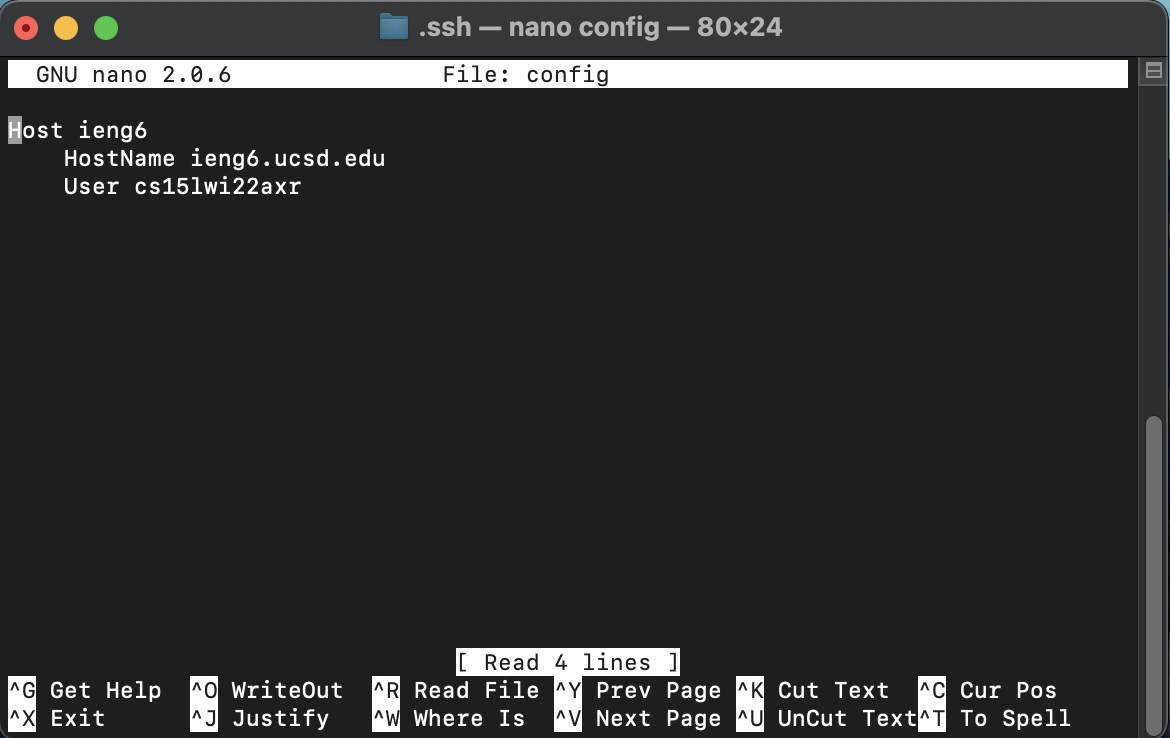 .ssh — nano config — 80×24
GNU nano 2.0.6 File: config
Host ieng6
HostName ieng6.ucsd.edu
User cs15lwi22axr
[ Read 4 lines ]
^G Get Help ^O WriteOut ^R Read File ^Y Prev Page ^K Cut Text ^C Cur Pos
^X Exit ^J Justify ^W Where Is ^V Next Page ^U UnCut Text^T To Spell